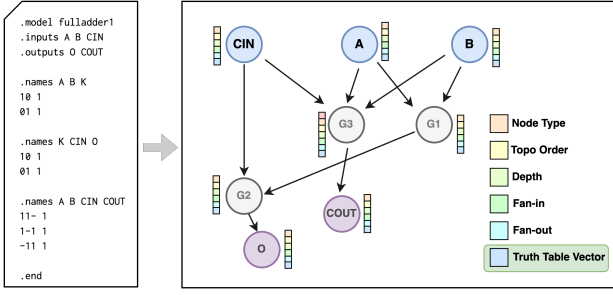 .model fulladder1
.inputs A B CIN
.outputs O COUT
.names A B K
10 1
01 1
.names K CIN O
10 1
01 1
.names A B CIN COUT
11- 1
1-1 1
-11 1
.end
CIN
A
B
G3
G1
G2
COUT
O
Node Type
Topo Order
Depth
Fan-in
Fan-out
Truth Table Vector